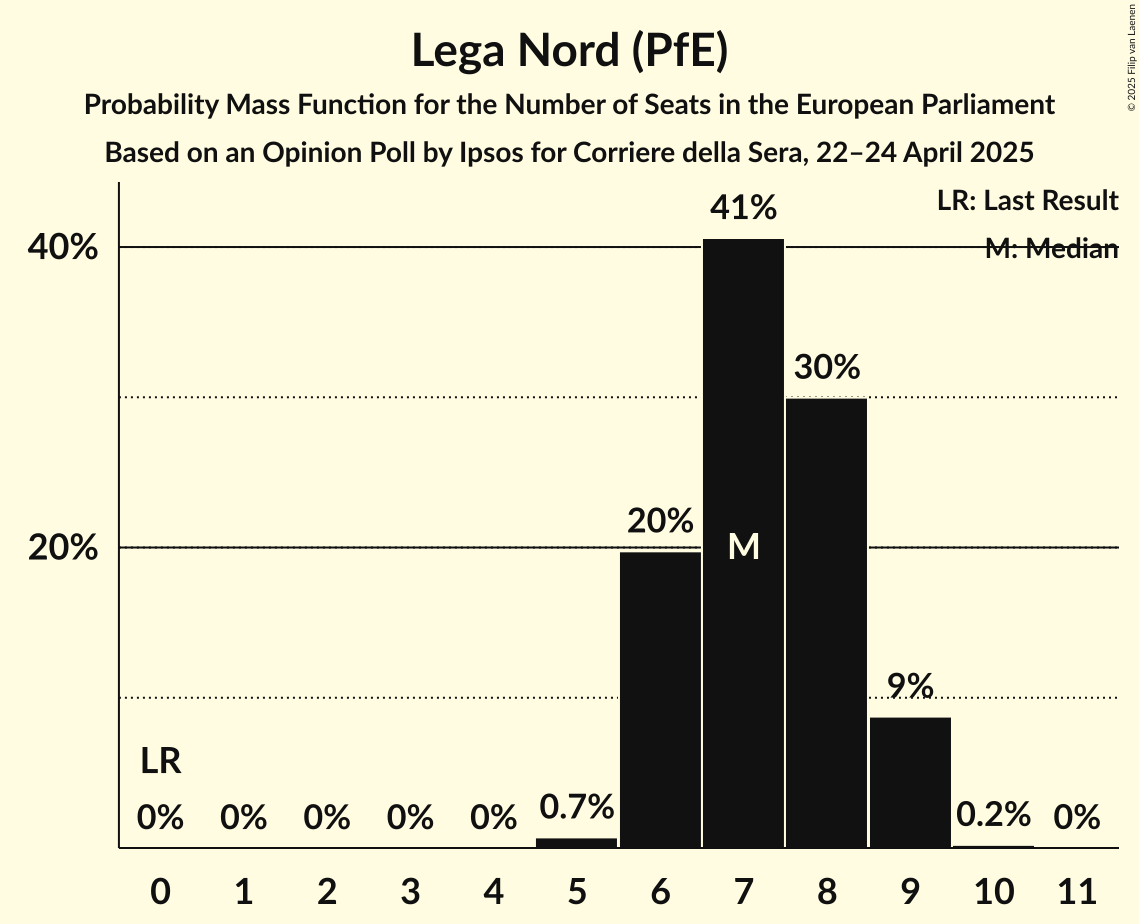 Lega Nord (PfE)
Probability Mass Function for the Number of Seats in the European Parliament
Based on an Opinion Poll by Ipsos for Corriere della Sera, 22–24 April 2025
© 2025 Filip van Laenen
LR: Last Result
M: Median
41%
40%
30%
20%
20%
M
9%
LR
0% 0% 0% 0% 0% 0.7% 0.2% 0%
0 1 2 3 4 5 6 7 8 9 10 11